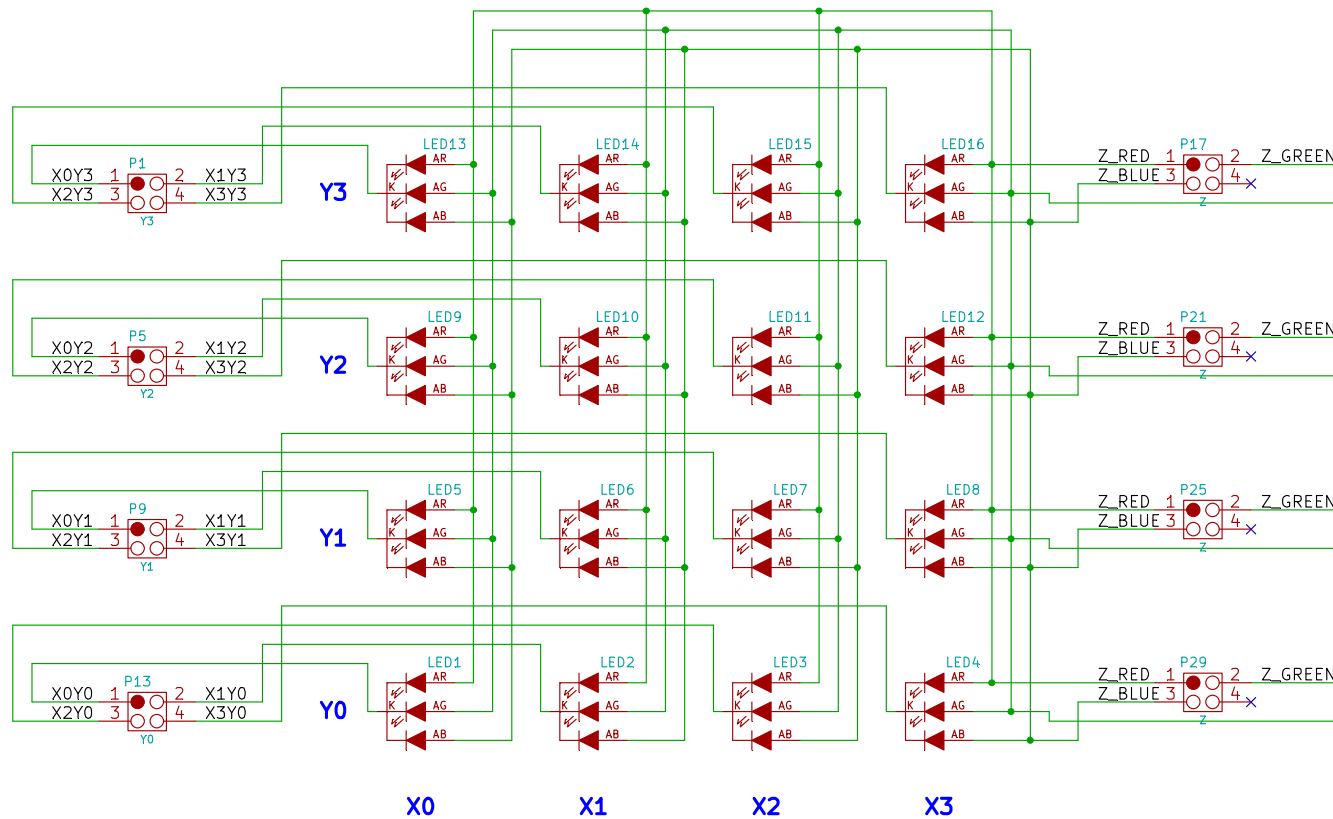 LED13 LED14 LED15 LED16
P1 AR AR AR AR Z_RED 1 P17 2 Z_GREEN
X0Y3 1 2 X1Y3 Z_BLUE 3 4
X2Y3 3 4 X3Y3 Y3 K AG K AG K AG K AG Z
Y3 AB AB AB AB
LED9 LED10 LED11 LED12
P5 AR AR AR AR Z_RED 1 P21 2 Z_GREEN
X0Y2 1 2 X1Y2 Z_BLUE 3 4
X2Y2 3 4 X3Y2 Y2 K AG K AG K AG K AG Z
Y2 AB AB AB AB
LED5 LED6 LED7 LED8
P9 AR AR AR AR Z_RED 1 P25 2 Z_GREEN
X0Y1 1 2 X1Y1 Z_BLUE 3 4
X2Y1 3 4 X3Y1 Y1 K AG K AG K AG K AG Z
Y1 AB AB AB AB
LED1 LED2 LED3 LED4
P13 AR AR AR AR Z_RED 1 P29 2 Z_GREEN
X0Y0 1 2 X1Y0 Z_BLUE 3 4
X2Y0 3 4 X3Y0 Y0 K AG K AG K AG K AG Z
Y0 AB AB AB AB
X0 X1 X2 X3